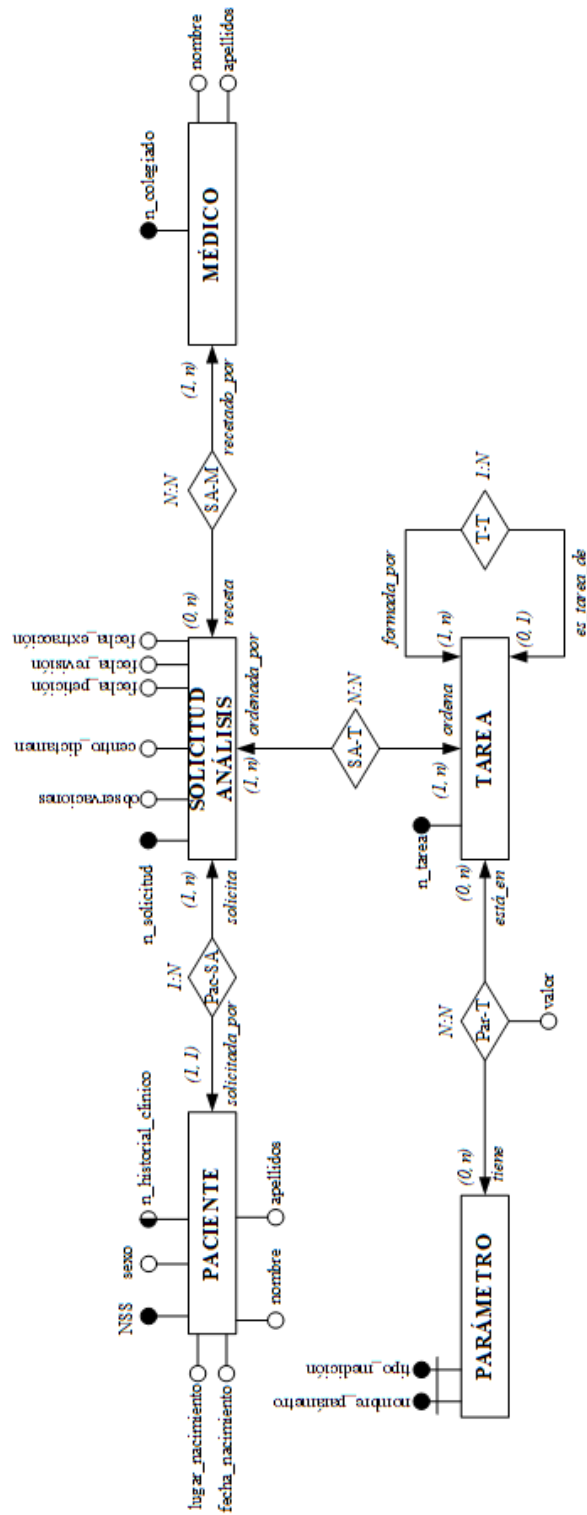 NSS
sexo
n_historial_clínico
lugar_nacimiento
fecha_nacimiento
PACIENTE
nombre
apellidos
(1, 1)
solicitada_por
1:N
Pac-SA
(1, n)
solicita
n_solicitud
observaciones
centro_dictamen
fecha_petición
fecha_revisión
fecha_extracción
SOLICITUD
ANÁLISIS
(0, n)
receta
N:N
SA-M
(1, n)
recetado_por
n_colegiado
MÉDICO
nombre
apellidos
(1, n)
ordenada_por
SA-T
N:N
(1, n)
ordena
nombre_parámetro
tipo_medición
PARÁMETRO
(0, n)
tiene
N:N
Par-T
valor
(0, n)
está_en
n_tarea
TAREA
formada_por
(1, n)
(0, 1)
es_tarea_de
T-T
1:N